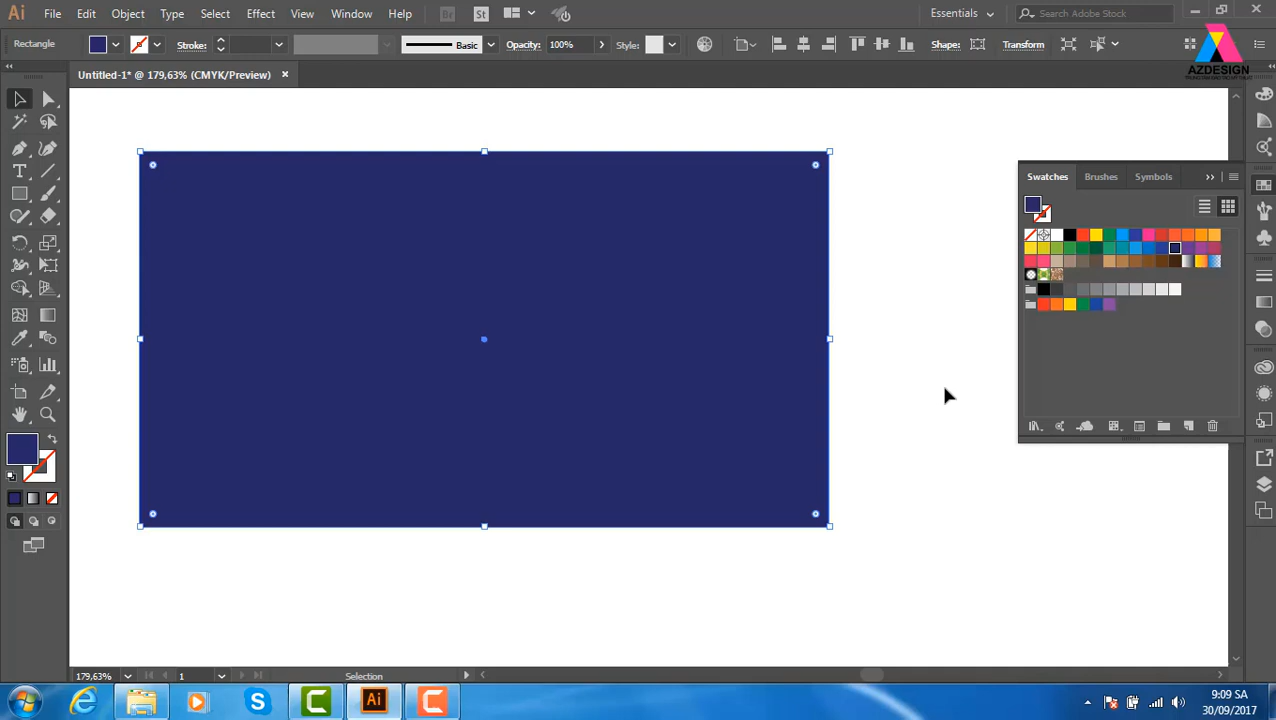 Ai File Edit Object Type Select Effect View Window Help Br St Essentials Search Adobe Stock
Rectangle Stroke: Basic Opacity: 100% Style: Shape: Transform
AZDESIGN
Untitled-1* @ 179,63% (CMYK/Preview)
Swatches Brushes Symbols
179,63% 1 Selection
9:09 SA
30/09/2017